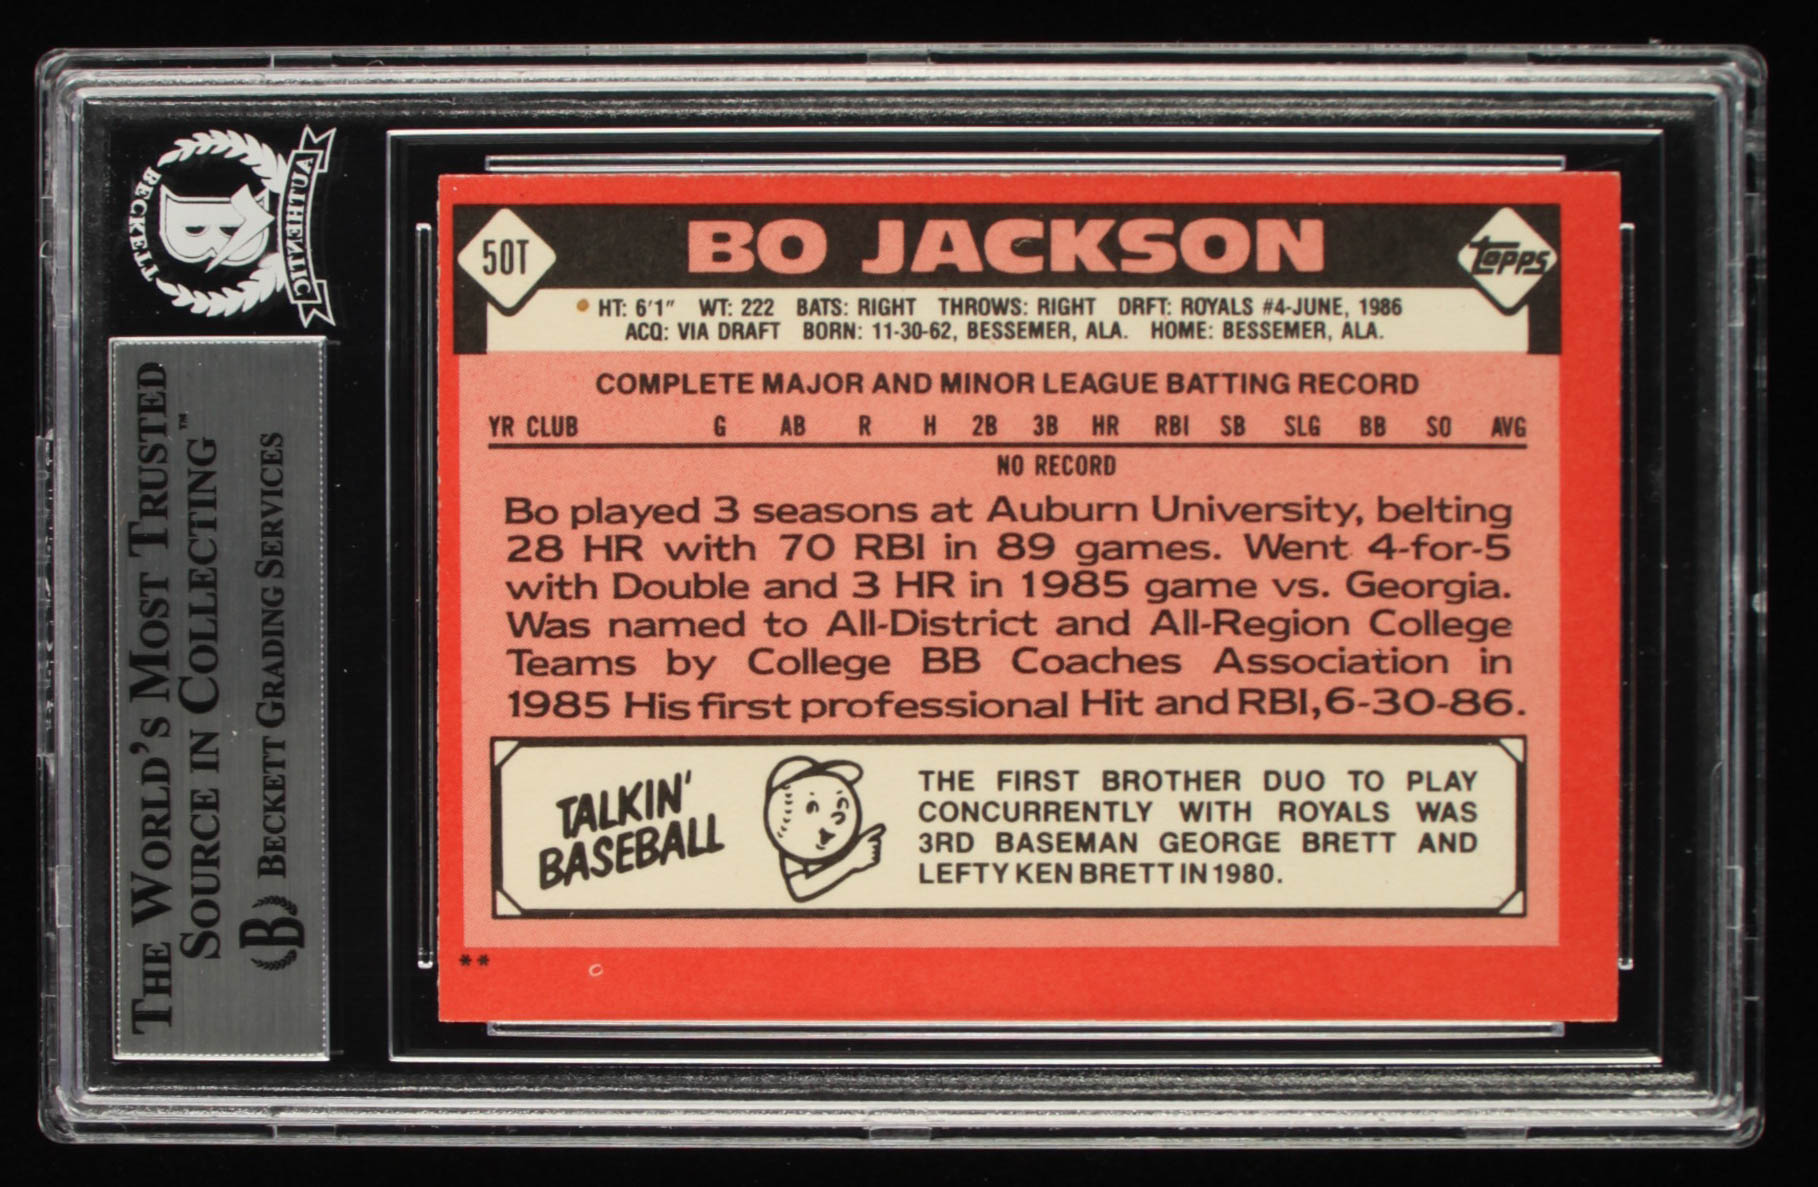 BECKETT
B
AUTHENTIC
THE WORLD'S MOST TRUSTED
SOURCE IN COLLECTING™
B BECKETT GRADING SERVICES
50T
BO JACKSON
TOPPS
HT: 6'1" WT: 222 BATS: RIGHT THROWS: RIGHT DRFT: ROYALS #4-JUNE, 1986
ACQ: VIA DRAFT BORN: 11-30-62, BESSEMER, ALA. HOME: BESSEMER, ALA.
COMPLETE MAJOR AND MINOR LEAGUE BATTING RECORD
YR CLUB G AB R H 2B 3B HR RBI SB SLG BB SO AVG
NO RECORD
Bo played 3 seasons at Auburn University, belting
28 HR with 70 RBI in 89 games. Went 4-for-5
with Double and 3 HR in 1985 game vs. Georgia.
Was named to All-District and All-Region College
Teams by College BB Coaches Association in
1985 His first professional Hit and RBI, 6-30-86.
TALKIN'
BASEBALL
THE FIRST BROTHER DUO TO PLAY
CONCURRENTLY WITH ROYALS WAS
3RD BASEMAN GEORGE BRETT AND
LEFTY KEN BRETT IN 1980.
**